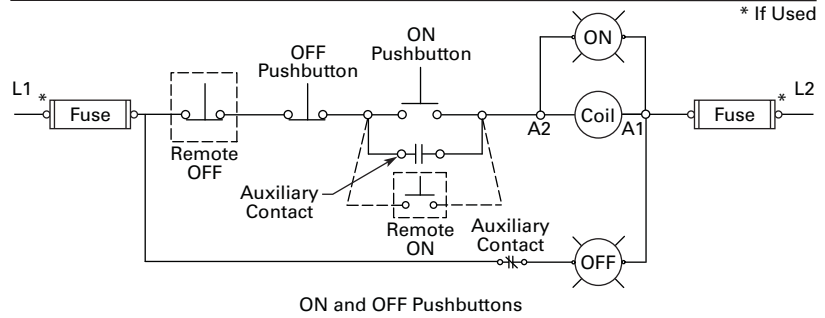 * If Used
ON
ON
Pushbutton
OFF
Pushbutton
L1
*
Fuse
Remote
OFF
A2
Coil
A1
Fuse
*
L2
Auxiliary
Contact
Remote
ON
Auxiliary
Contact
OFF
ON and OFF Pushbuttons